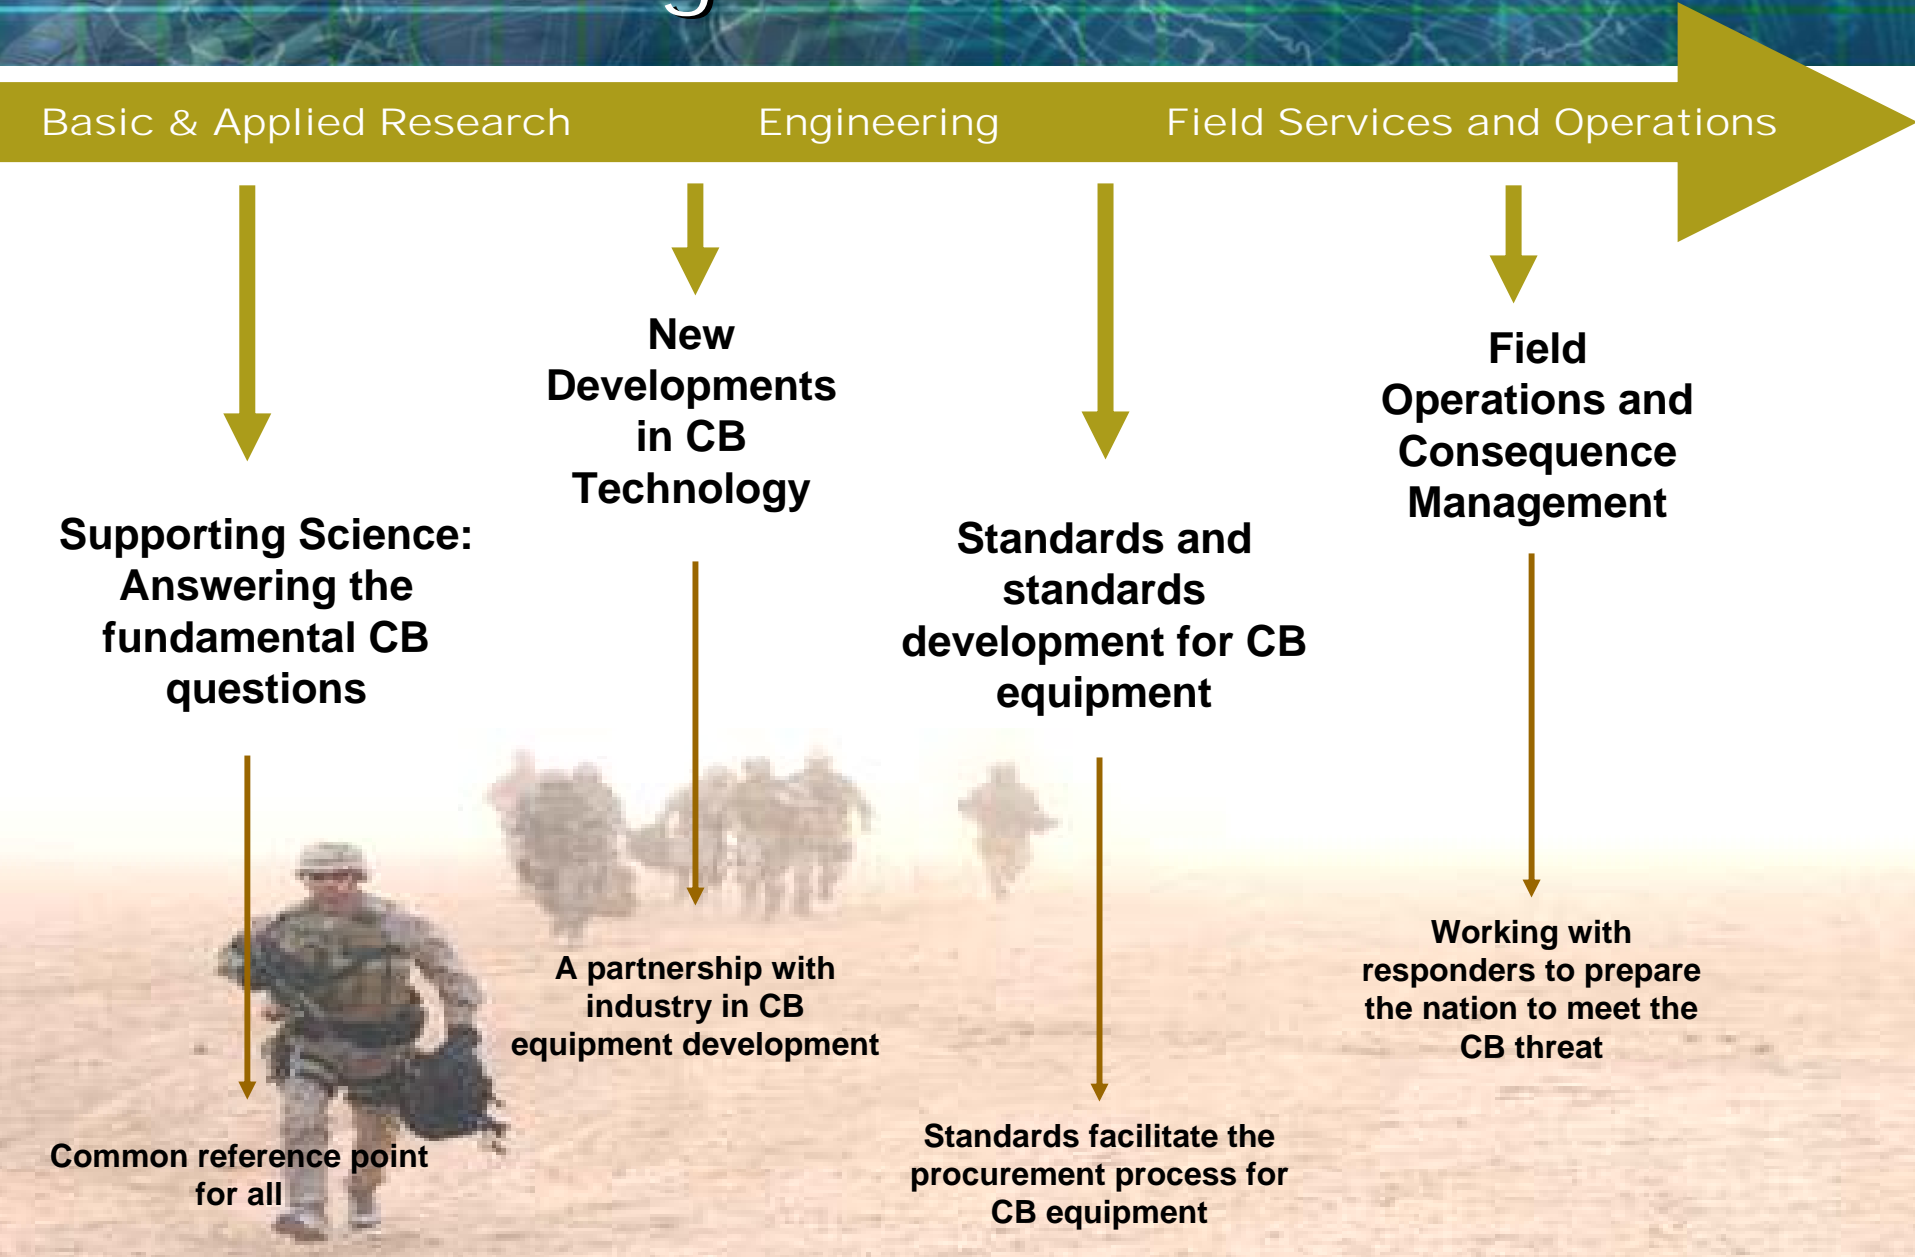 Basic & Applied Research
Engineering
Field Services and Operations
Supporting Science:
Answering the
fundamental CB
questions
New
Developments
in CB
Technology
Standards and
standards
development for CB
equipment
Field
Operations and
Consequence
Management
Common reference point
for all
A partnership with
industry in CB
equipment development
Standards facilitate the
procurement process for
CB equipment
Working with
responders to prepare
the nation to meet the
CB threat